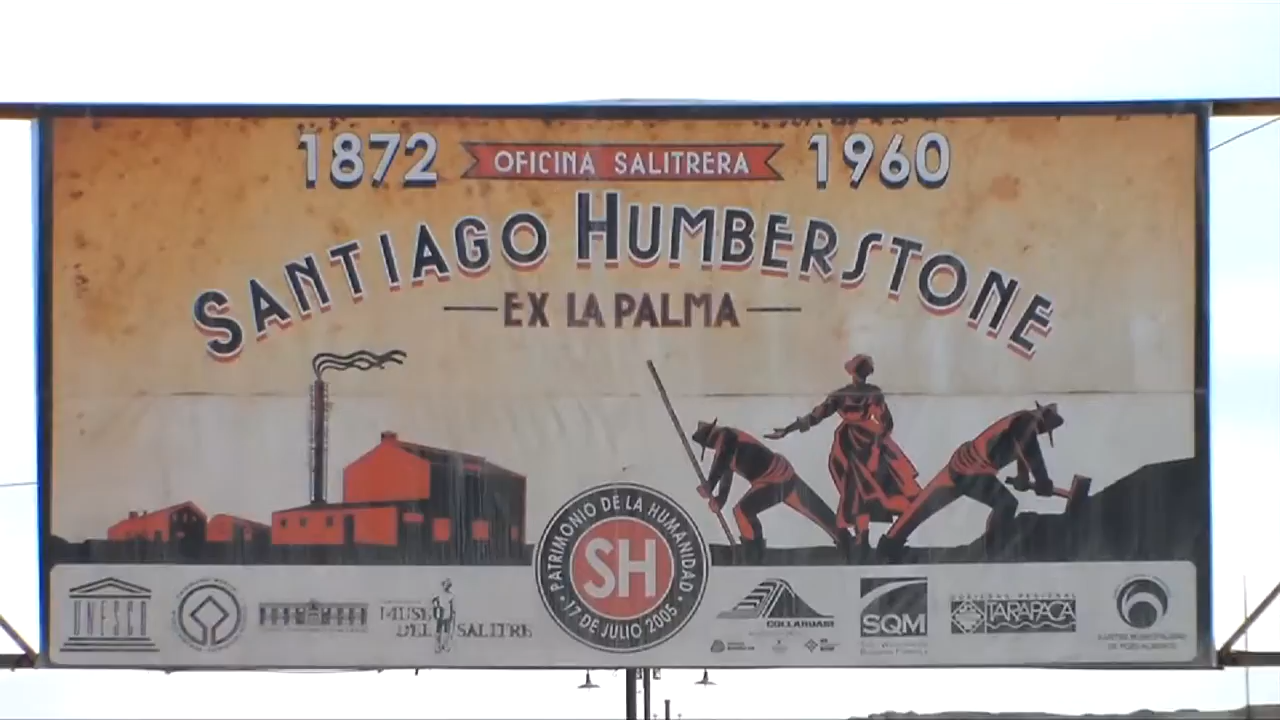 1872 OFICINA SALITRERA 1960
SANTIAGO HUMBERSTONE
EX LA PALMA
PATRIMONIO DE LA HUMANIDAD
SH
17 DE JULIO 2005
UNESCO
MUSEO
DEL SALITRE
COLLAHUASI
SQM
GOBIERNO REGIONAL
TARAPACÁ
ILUSTRE MUNICIPALIDAD
DE POZO ALMONTE